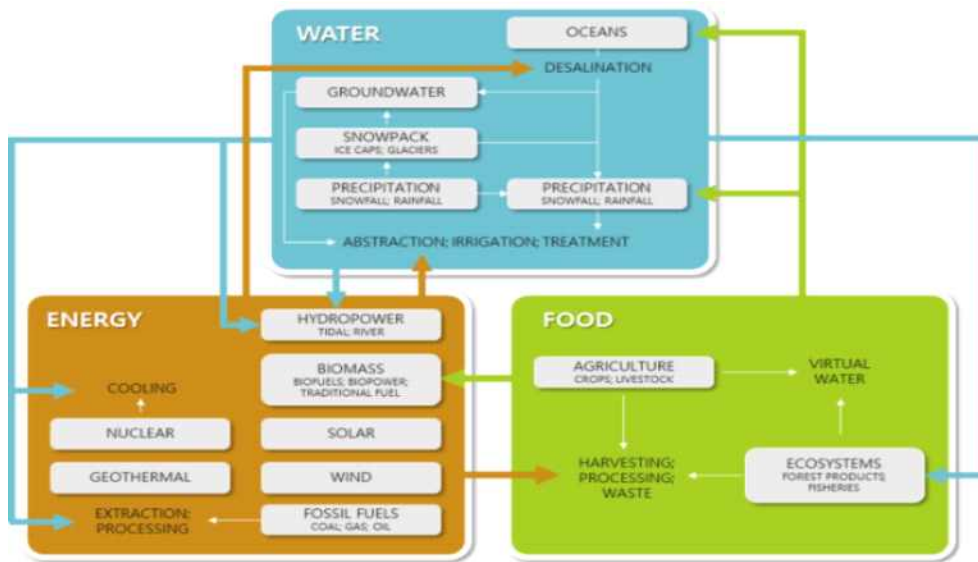 WATER
OCEANS
DESALINATION
GROUNDWATER
SNOWPACK
ICE CAPS; GLACIERS
PRECIPITATION
SNOWFALL; RAINFALL
PRECIPITATION
SNOWFALL; RAINFALL
ABSTRACTION; IRRIGATION; TREATMENT
ENERGY
HYDROPOWER
TIDAL; RIVER
BIOMASS
BIOFUELS; BIOPOWER;
TRADITIONAL FUEL
COOLING
NUCLEAR
SOLAR
GEOTHERMAL
WIND
EXTRACTION;
PROCESSING
FOSSIL FUELS
COAL; GAS; OIL
FOOD
AGRICULTURE
CROPS; LIVESTOCK
VIRTUAL
WATER
HARVESTING;
PROCESSING;
WASTE
ECOSYSTEMS
FOREST PRODUCTS;
FISHERIES